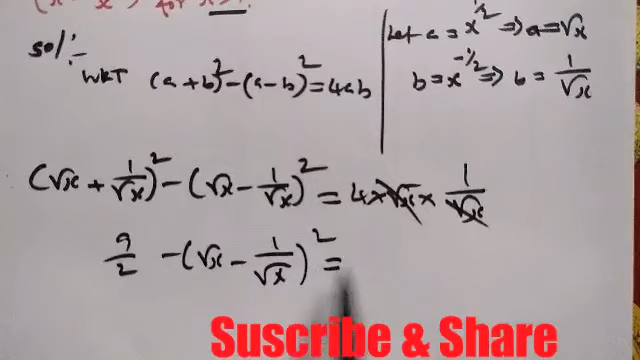 for
sol:-
WKT (a+b)²-(a-b)²=4ab
Let a = x^1/2 ⇒ a=√x
b=x^-1/2 ⇒ b = 1/√x
(√x + 1/√x)² - (√x - 1/√x)² = 4×√x× 1/√x
9/2 -(√x - 1/√x)² =
Suscribe & Share